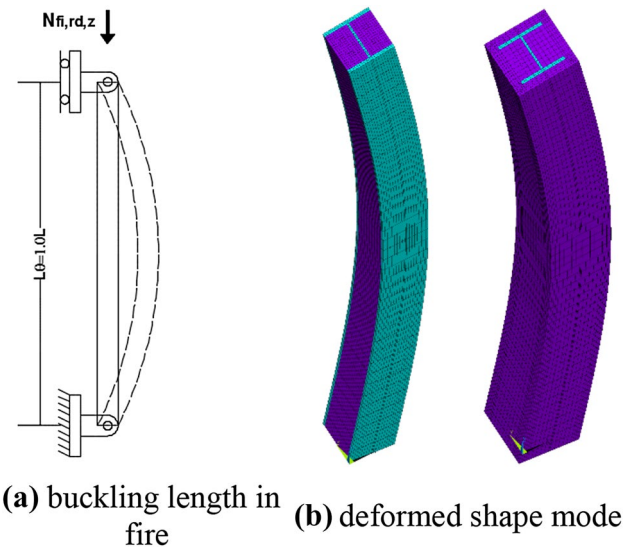 Nfi,rd,z
Lθ=1.0L
(a) buckling length in
fire
(b) deformed shape mode